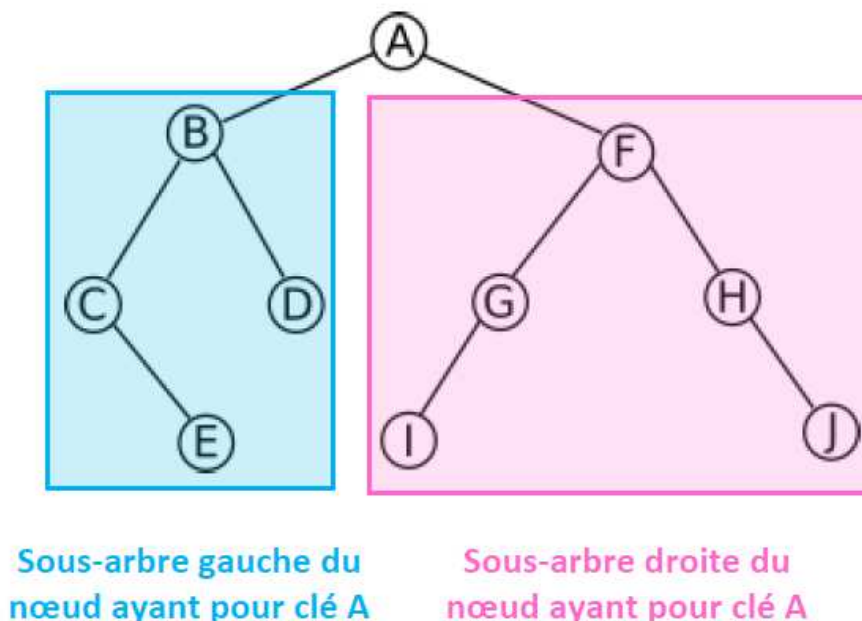 A
B
F
C
D
G
H
E
I
J
Sous-arbre gauche du
nœud ayant pour clé A
Sous-arbre droite du
nœud ayant pour clé A